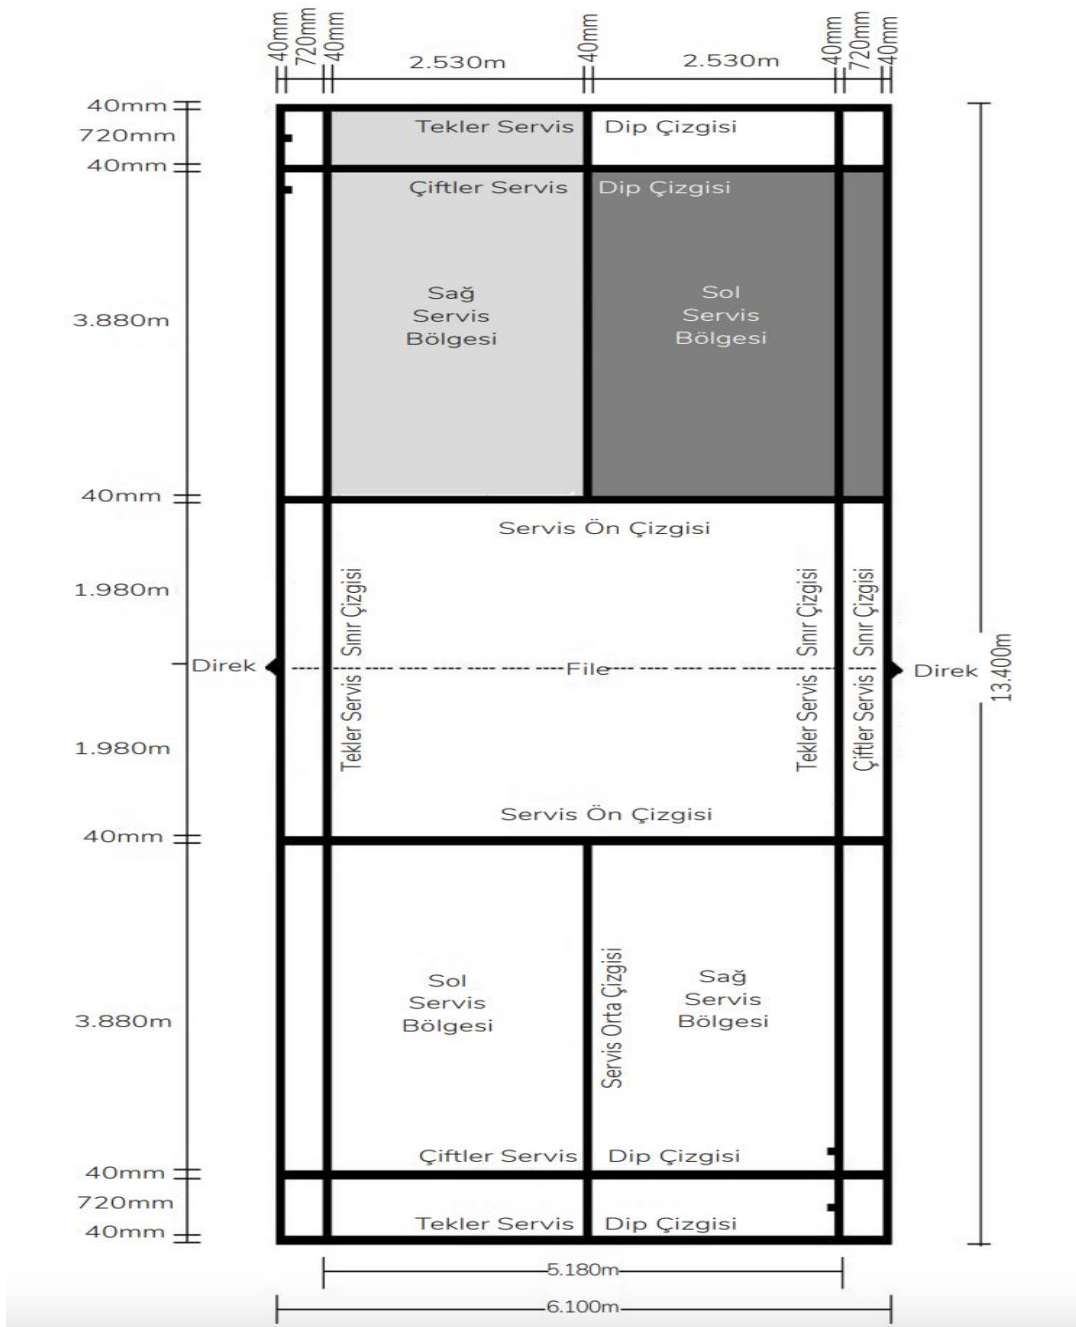 40mm
720mm
40mm
2.530m
40mm
2.530m
40mm
720mm
40mm
40mm
Tekler Servis Dip Çizgisi
720mm
40mm
Çiftler Servis Dip Çizgisi
Sağ
Servis
Bölgesi
Sol
Servis
Bölgesi
3.880m
40mm
Servis Ön Çizgisi
1.980m
Tekler Servis Sınır Çizgisi
Tekler Servis Sınır Çizgisi
Çiftler Servis Sınır Çizgisi
Direk
File
Direk
13.400m
1.980m
Servis Ön Çizgisi
40mm
Sol
Servis
Bölgesi
Servis Orta Çizgisi
Sağ
Servis
Bölgesi
3.880m
Çiftler Servis Dip Çizgisi
40mm
720mm
Tekler Servis Dip Çizgisi
40mm
5.180m
6.100m